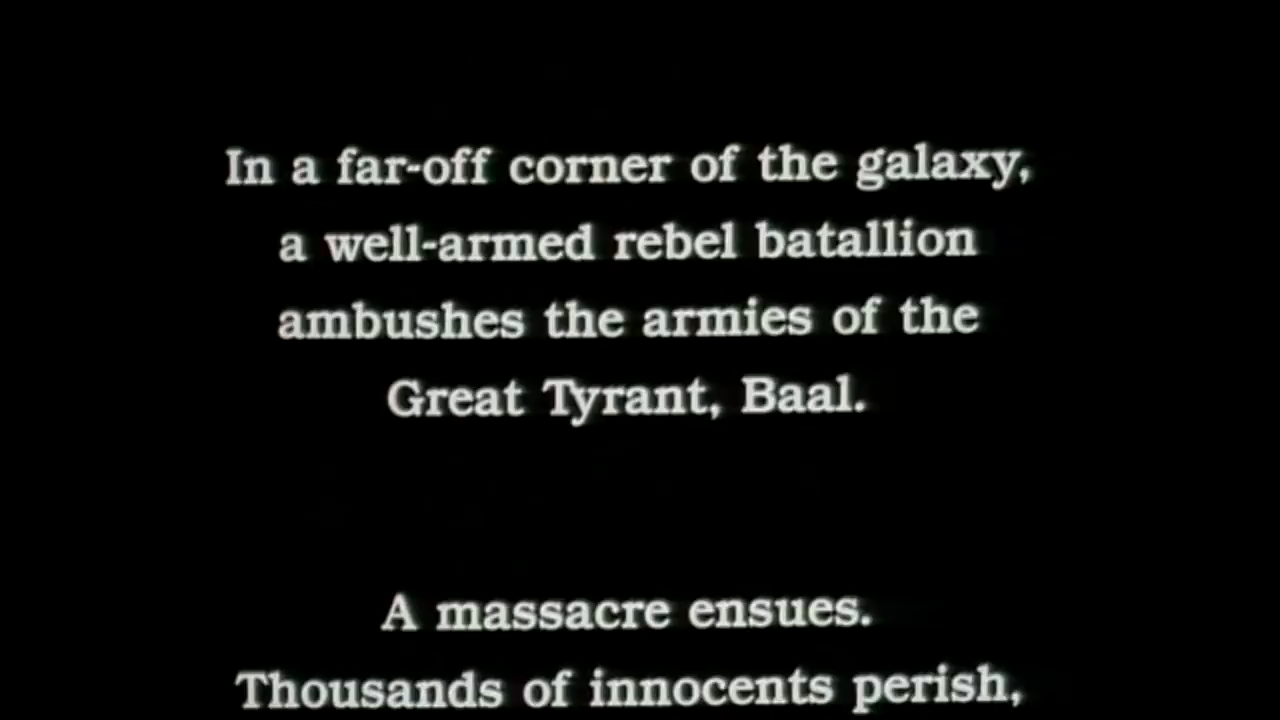 In a far-off corner of the galaxy,
a well-armed rebel batallion
ambushes the armies of the
Great Tyrant, Baal.
A massacre ensues.
Thousands of innocents perish,